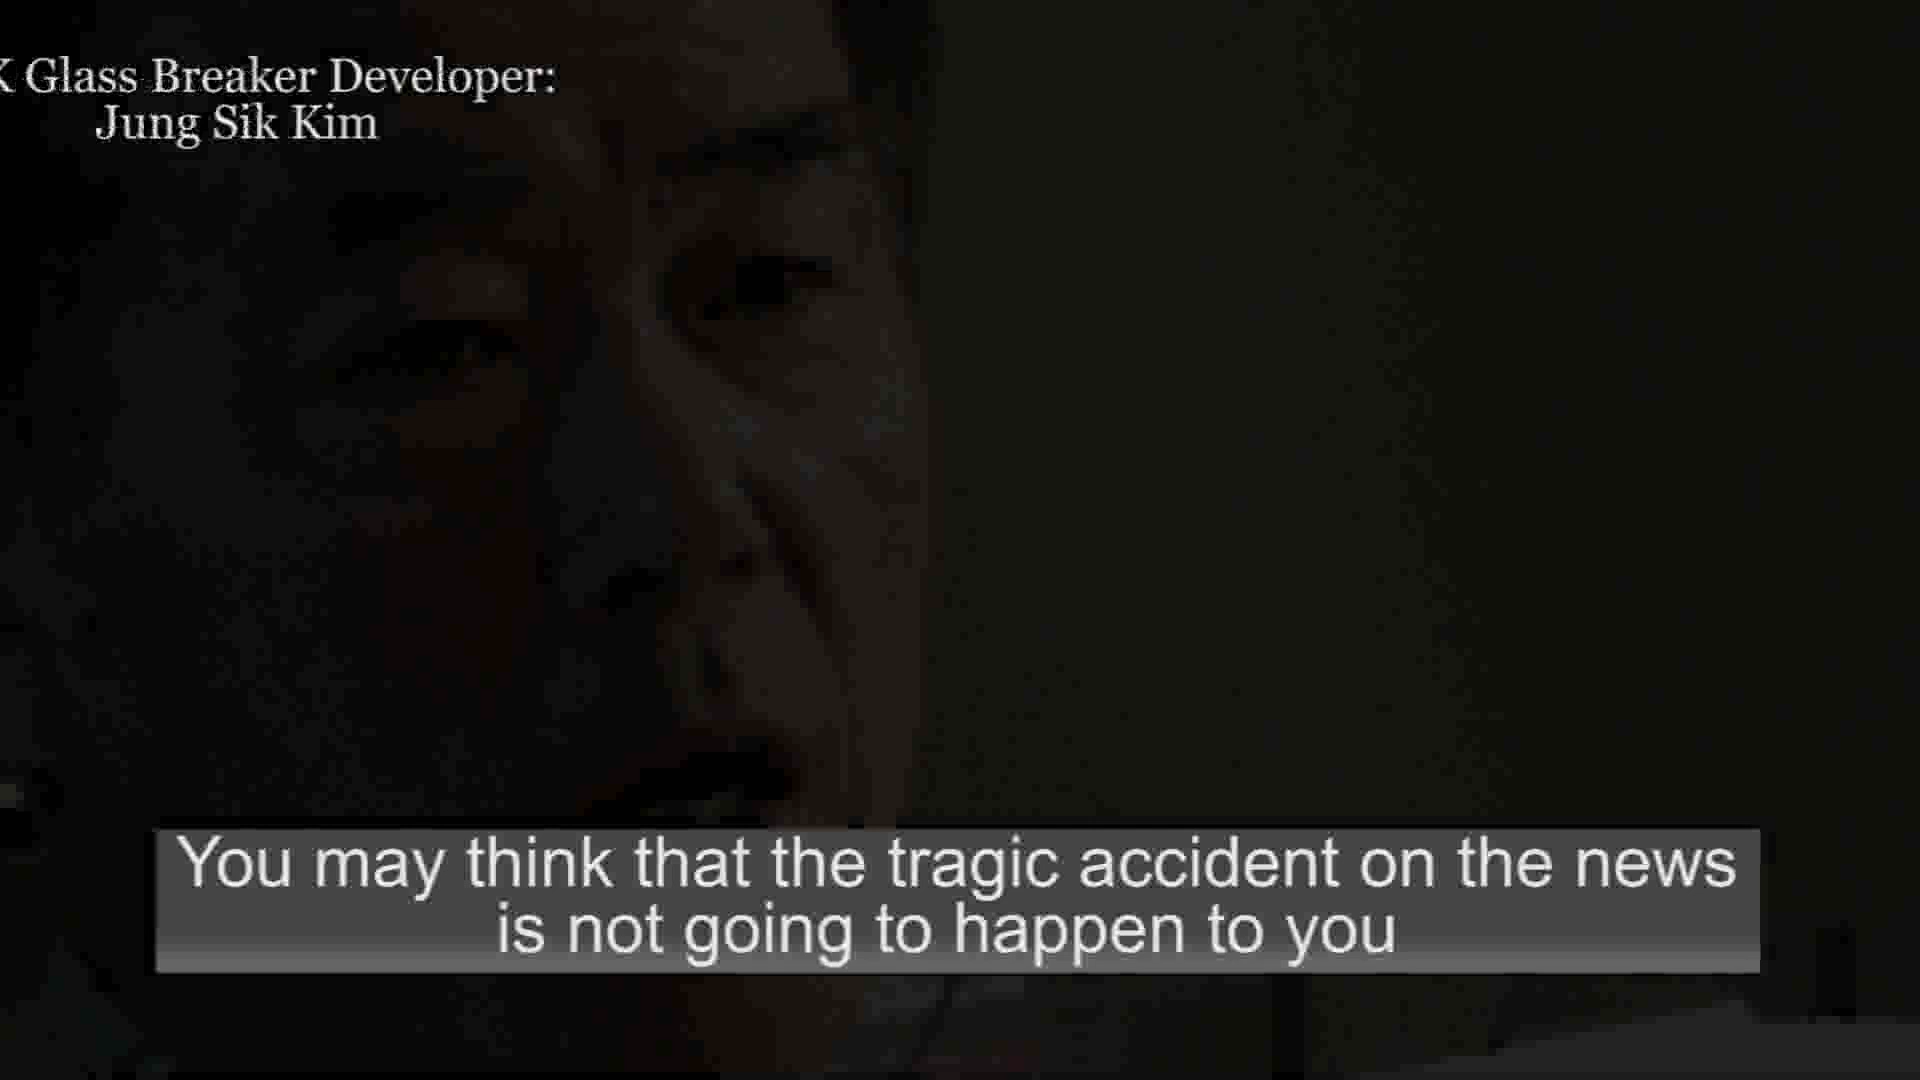 K Glass Breaker Developer:
Jung Sik Kim
You may think that the tragic accident on the news
is not going to happen to you